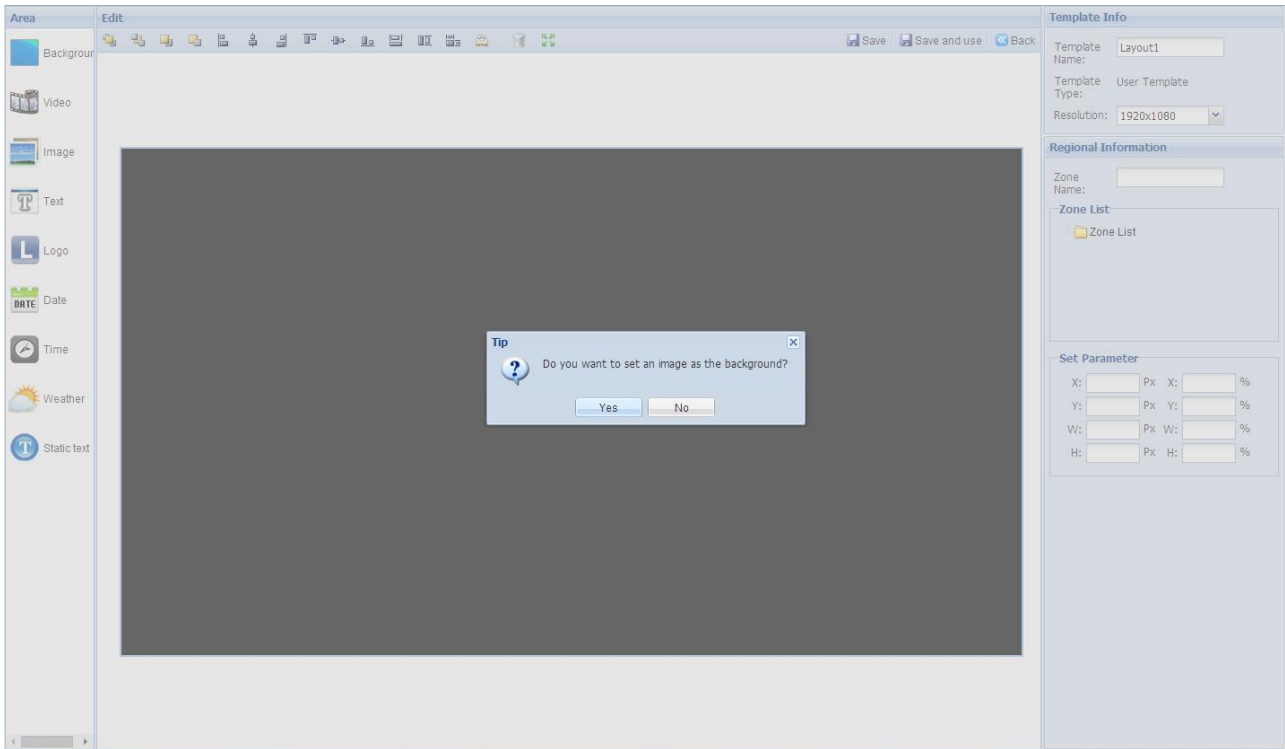 Area
Backgroun
Video
Image
T Text
L Logo
DATE Date
Time
Weather
T Static text
Edit
Save Save and use Back
Tip
Do you want to set an image as the background?
Yes No
Template Info
Template Name: Layout1
Template Type: User Template
Resolution: 1920x1080
Regional Information
Zone Name:
Zone List
Zone List
Set Parameter
X: Px X: %
Y: Px Y: %
W: Px W: %
H: Px H: %